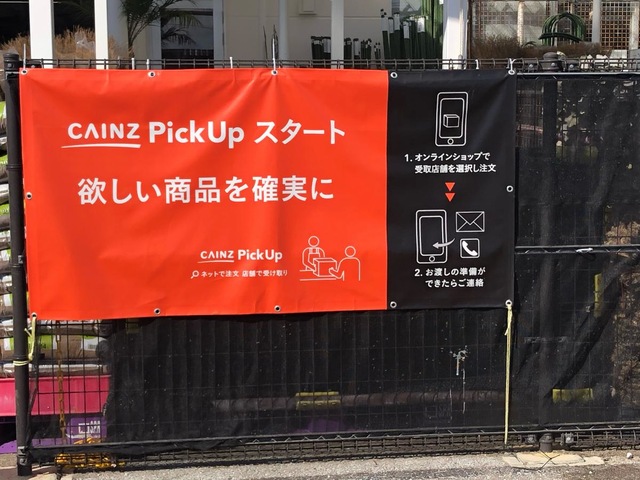 CAINZ PickUp スタート
欲しい商品を確実に
CAINZ PickUp
ネットで注文 店舗で受け取り
1. オンラインショップで
受取店舗を選択し注文
2. お渡しの準備が
できたらご連絡